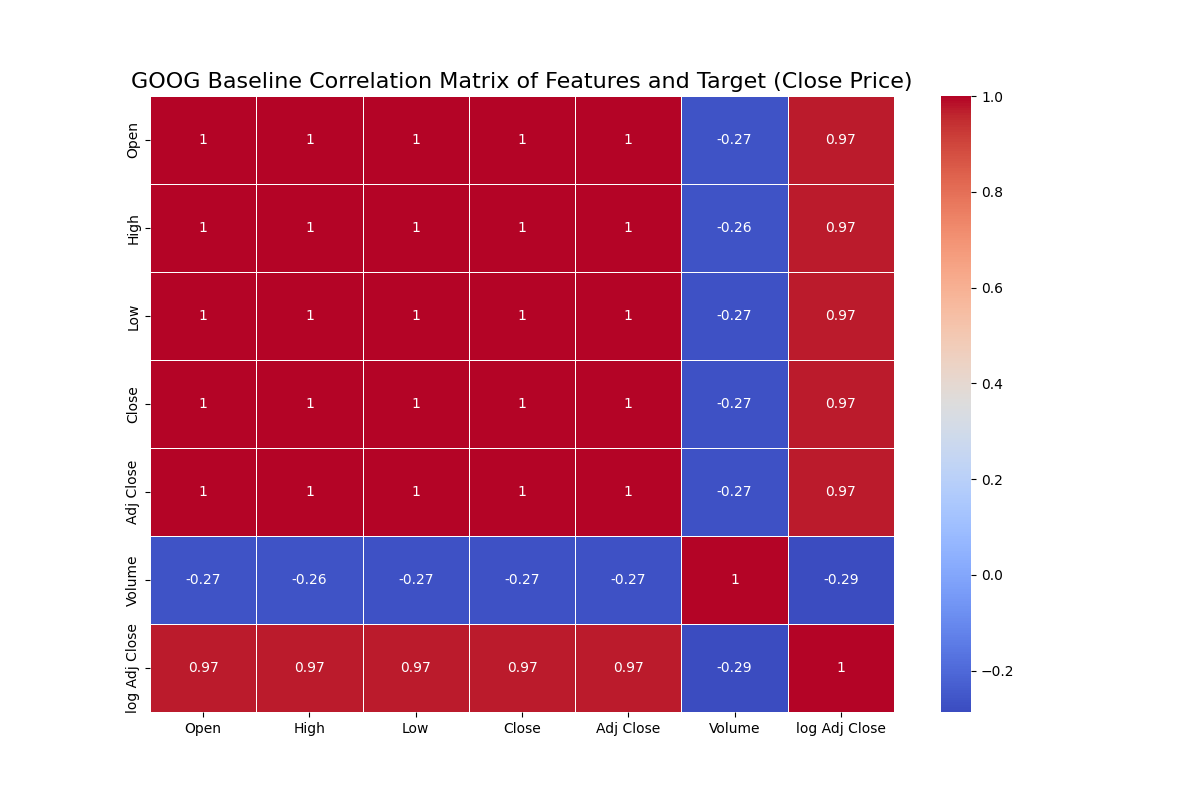 GOOG Baseline Correlation Matrix of Features and Target (Close Price)
Open 1 1 1 1 1 -0.27 0.97
High 1 1 1 1 1 -0.26 0.97
Low 1 1 1 1 1 -0.27 0.97
Close 1 1 1 1 1 -0.27 0.97
Adj Close 1 1 1 1 1 -0.27 0.97
Volume -0.27 -0.26 -0.27 -0.27 -0.27 1 -0.29
log Adj Close 0.97 0.97 0.97 0.97 0.97 -0.29 1
Open High Low Close Adj Close Volume log Adj Close
1.0
0.8
0.6
0.4
0.2
0.0
−0.2